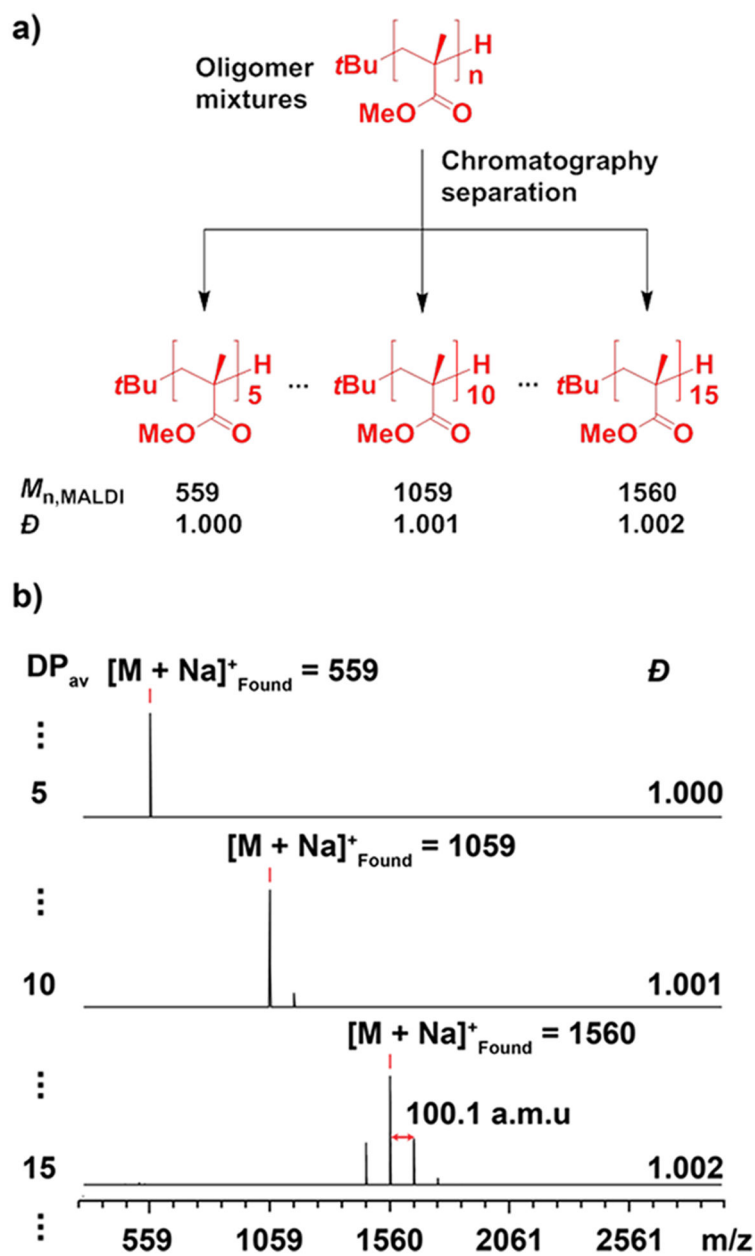 a)
Oligomer
mixtures
tBu
H
n
MeO
O
Chromatography
separation
tBu
H
5
MeO
O
...
tBu
H
10
MeO
O
...
tBu
H
15
MeO
O
Mn,MALDI 559 1059 1560
Đ 1.000 1.001 1.002
b)
DPav [M + Na]+Found = 559 Đ
⋮
5 1.000
[M + Na]+Found = 1059
⋮
10 1.001
[M + Na]+Found = 1560
⋮
100.1 a.m.u
15 1.002
⋮
559 1059 1560 2061 2561 m/z